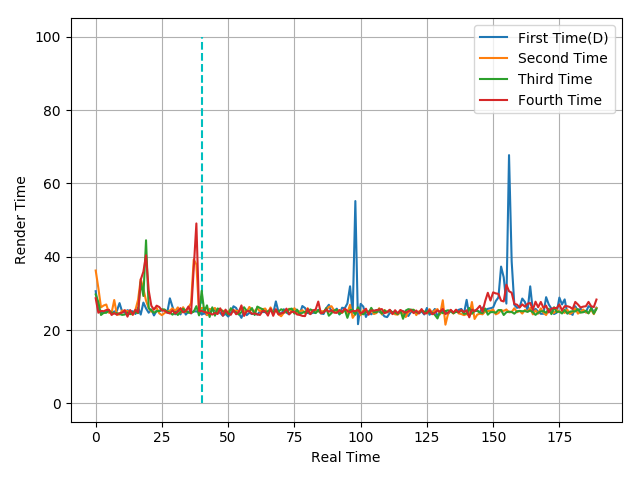 100
80
60
40
20
0
Render Time
First Time(D)
Second Time
Third Time
Fourth Time
0 25 50 75 100 125 150 175
Real Time